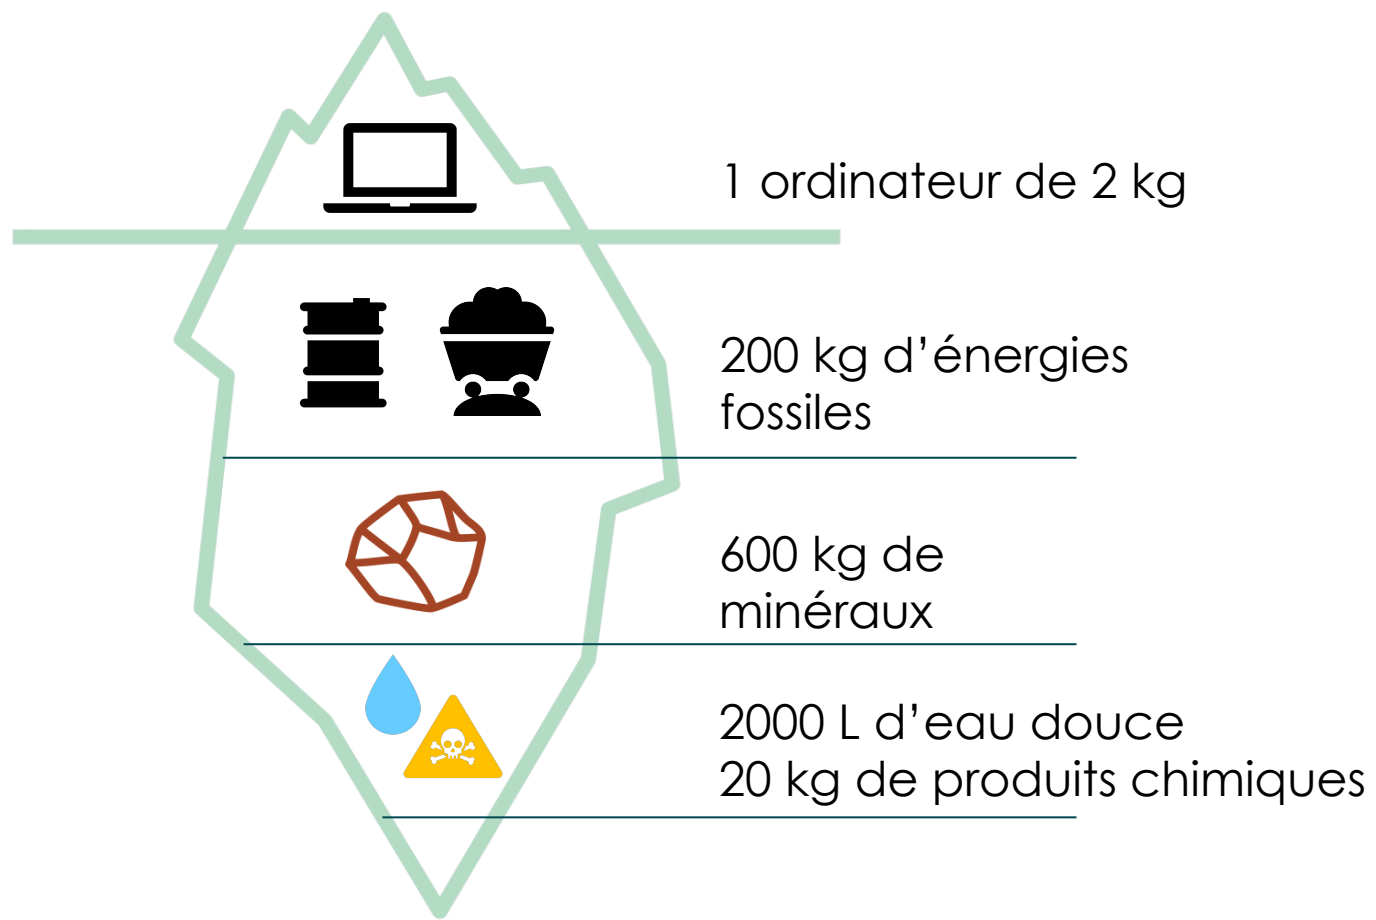 1 ordinateur de 2 kg
200 kg d’énergies
fossiles
600 kg de
minéraux
2000 L d’eau douce
20 kg de produits chimiques